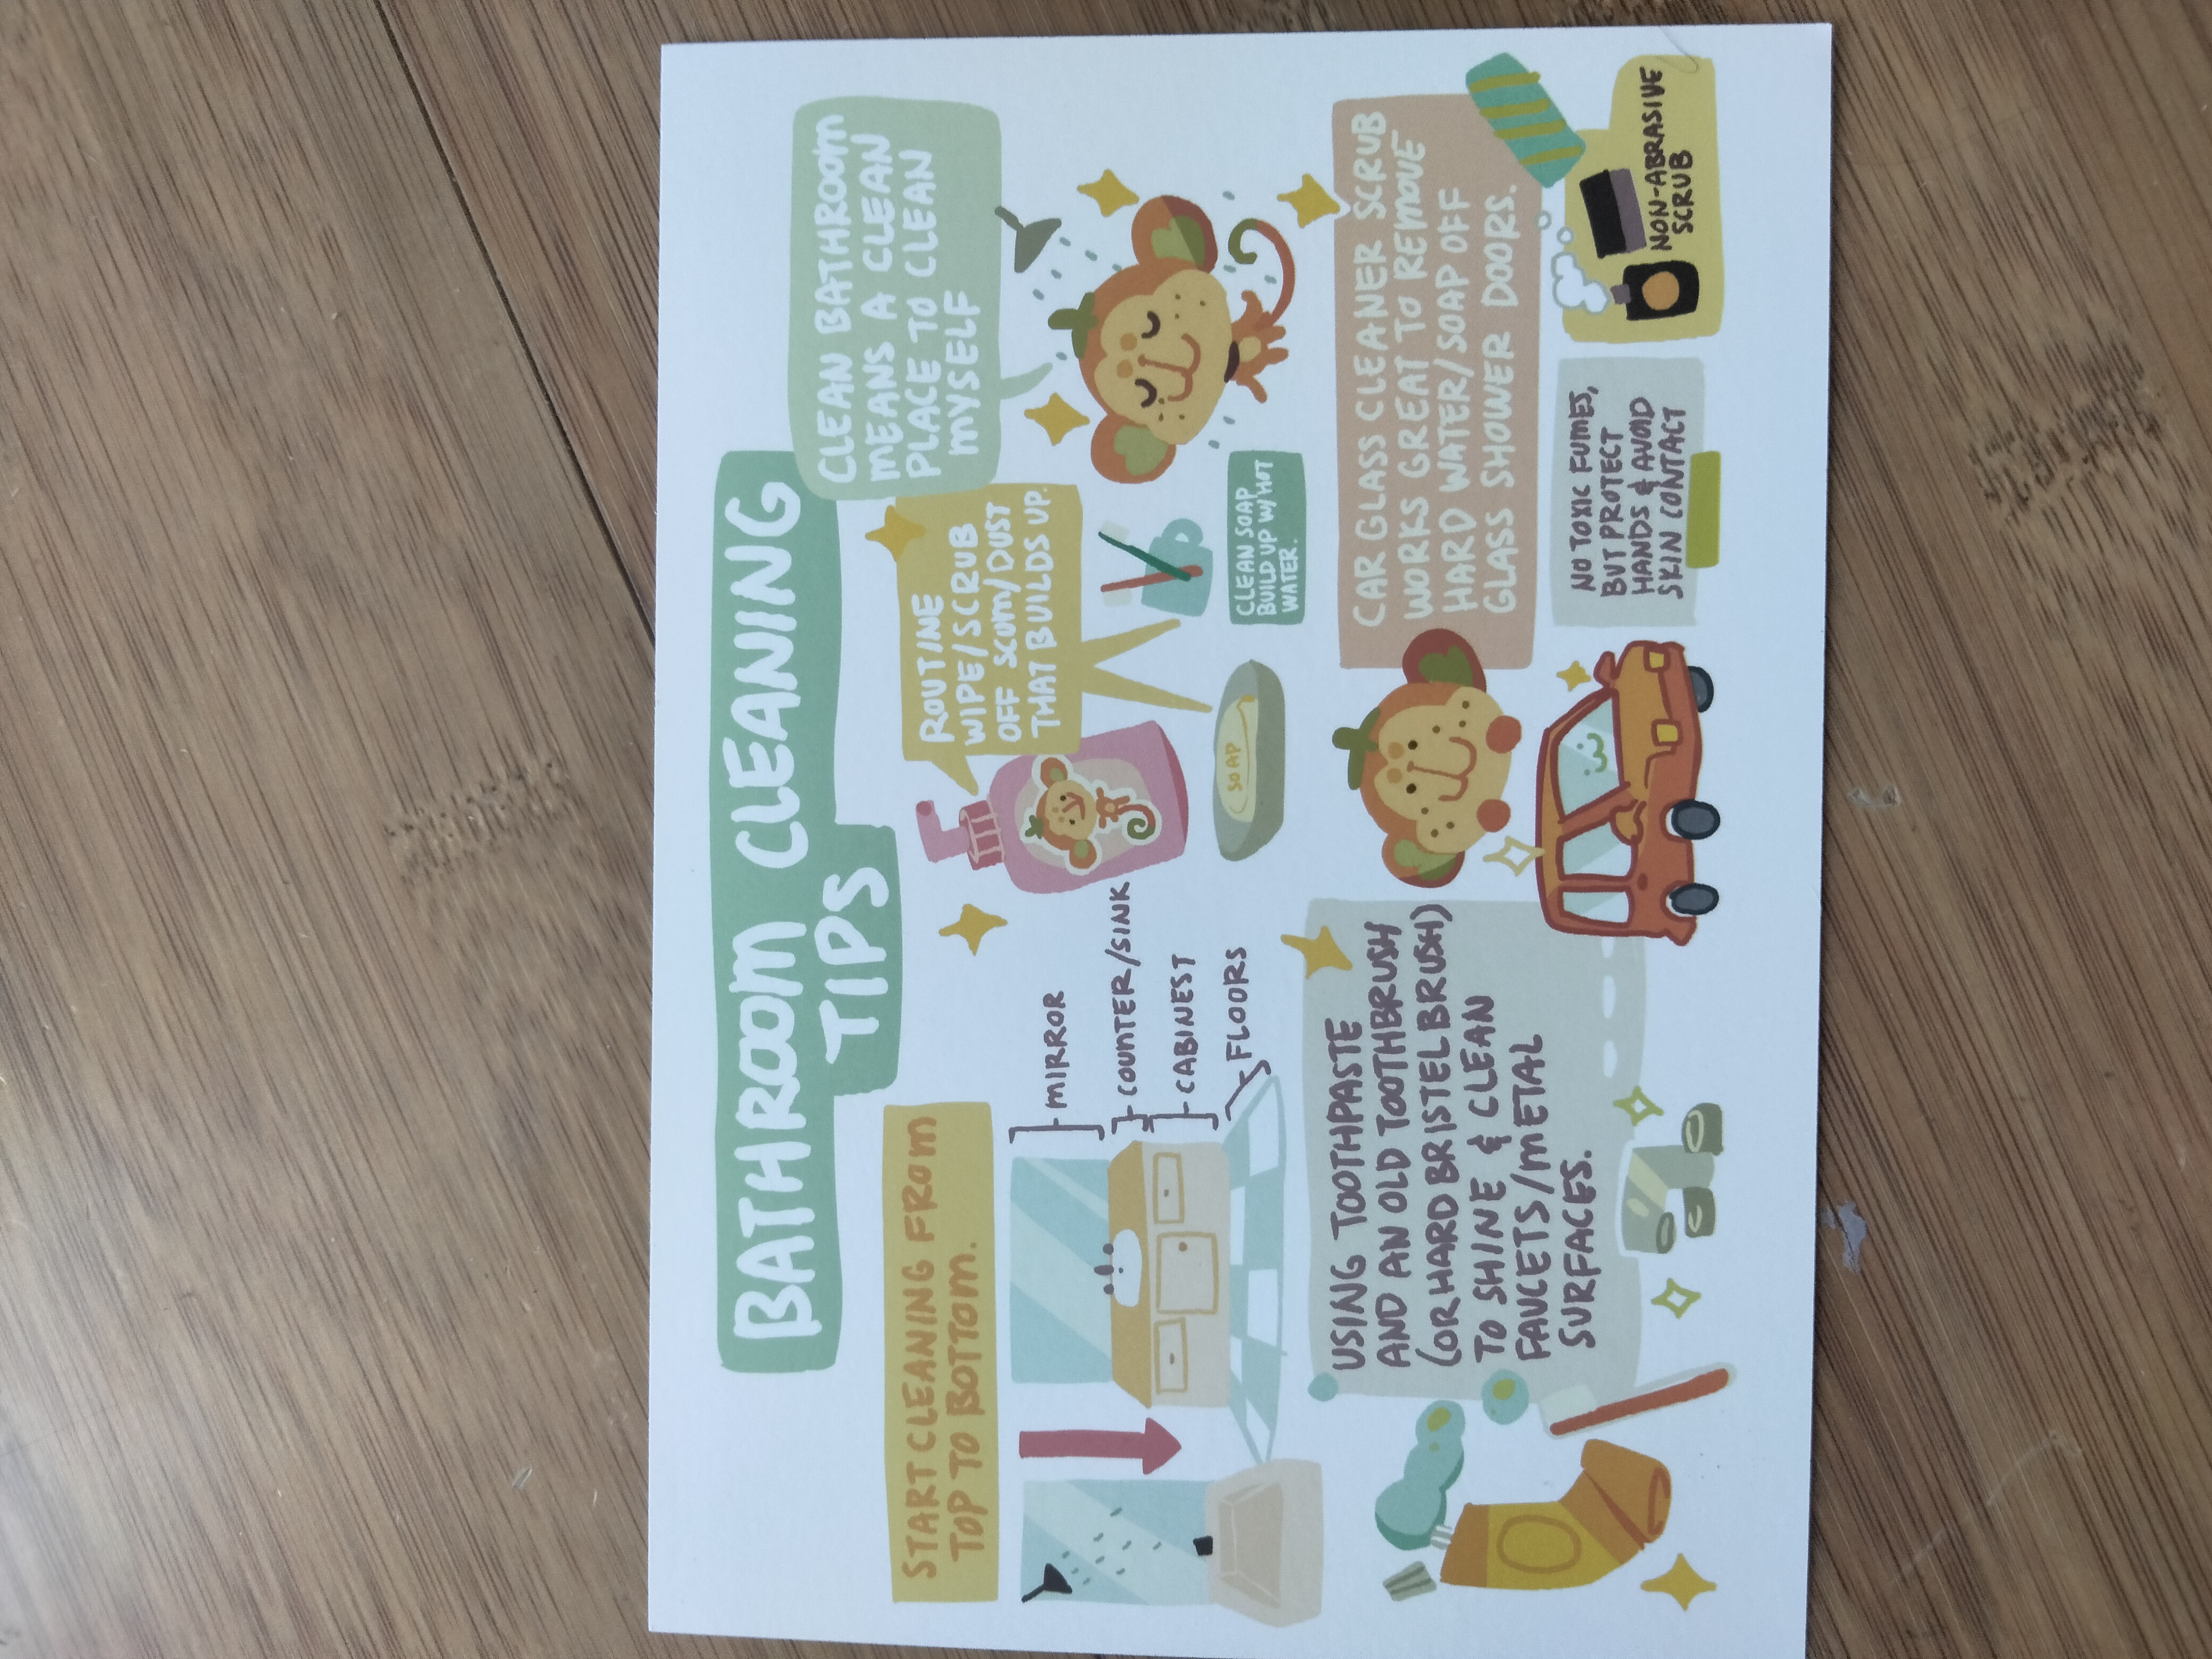 BATHROOM CLEANING
TIPS
START CLEANING FROM
TOP TO BOTTOM.
MIRROR
COUNTER/SINK
CABINEST
FLOORS
ROUTINE
WIPE/SCRUB
OFF SCUM/DUST
THAT BUILDS UP.
SOAP
CLEAN SOAP
BUILD UP W/ HOT
WATER.
CLEAN BATHROOM
MEANS A CLEAN
PLACE TO CLEAN
MYSELF
USING TOOTHPASTE
AND AN OLD TOOTHBRUSH
(OR HARD BRISTEL BRUSH)
TO SHINE & CLEAN
FAUCETS/METAL
SURFACES.
CAR GLASS CLEANER SCRUB
WORKS GREAT TO REMOVE
HARD WATER/SOAP OFF
GLASS SHOWER DOORS.
NO TOXIC FUMES,
BUT PROTECT
HANDS & AVOID
SKIN CONTACT
NON-ABRASIVE
SCRUB